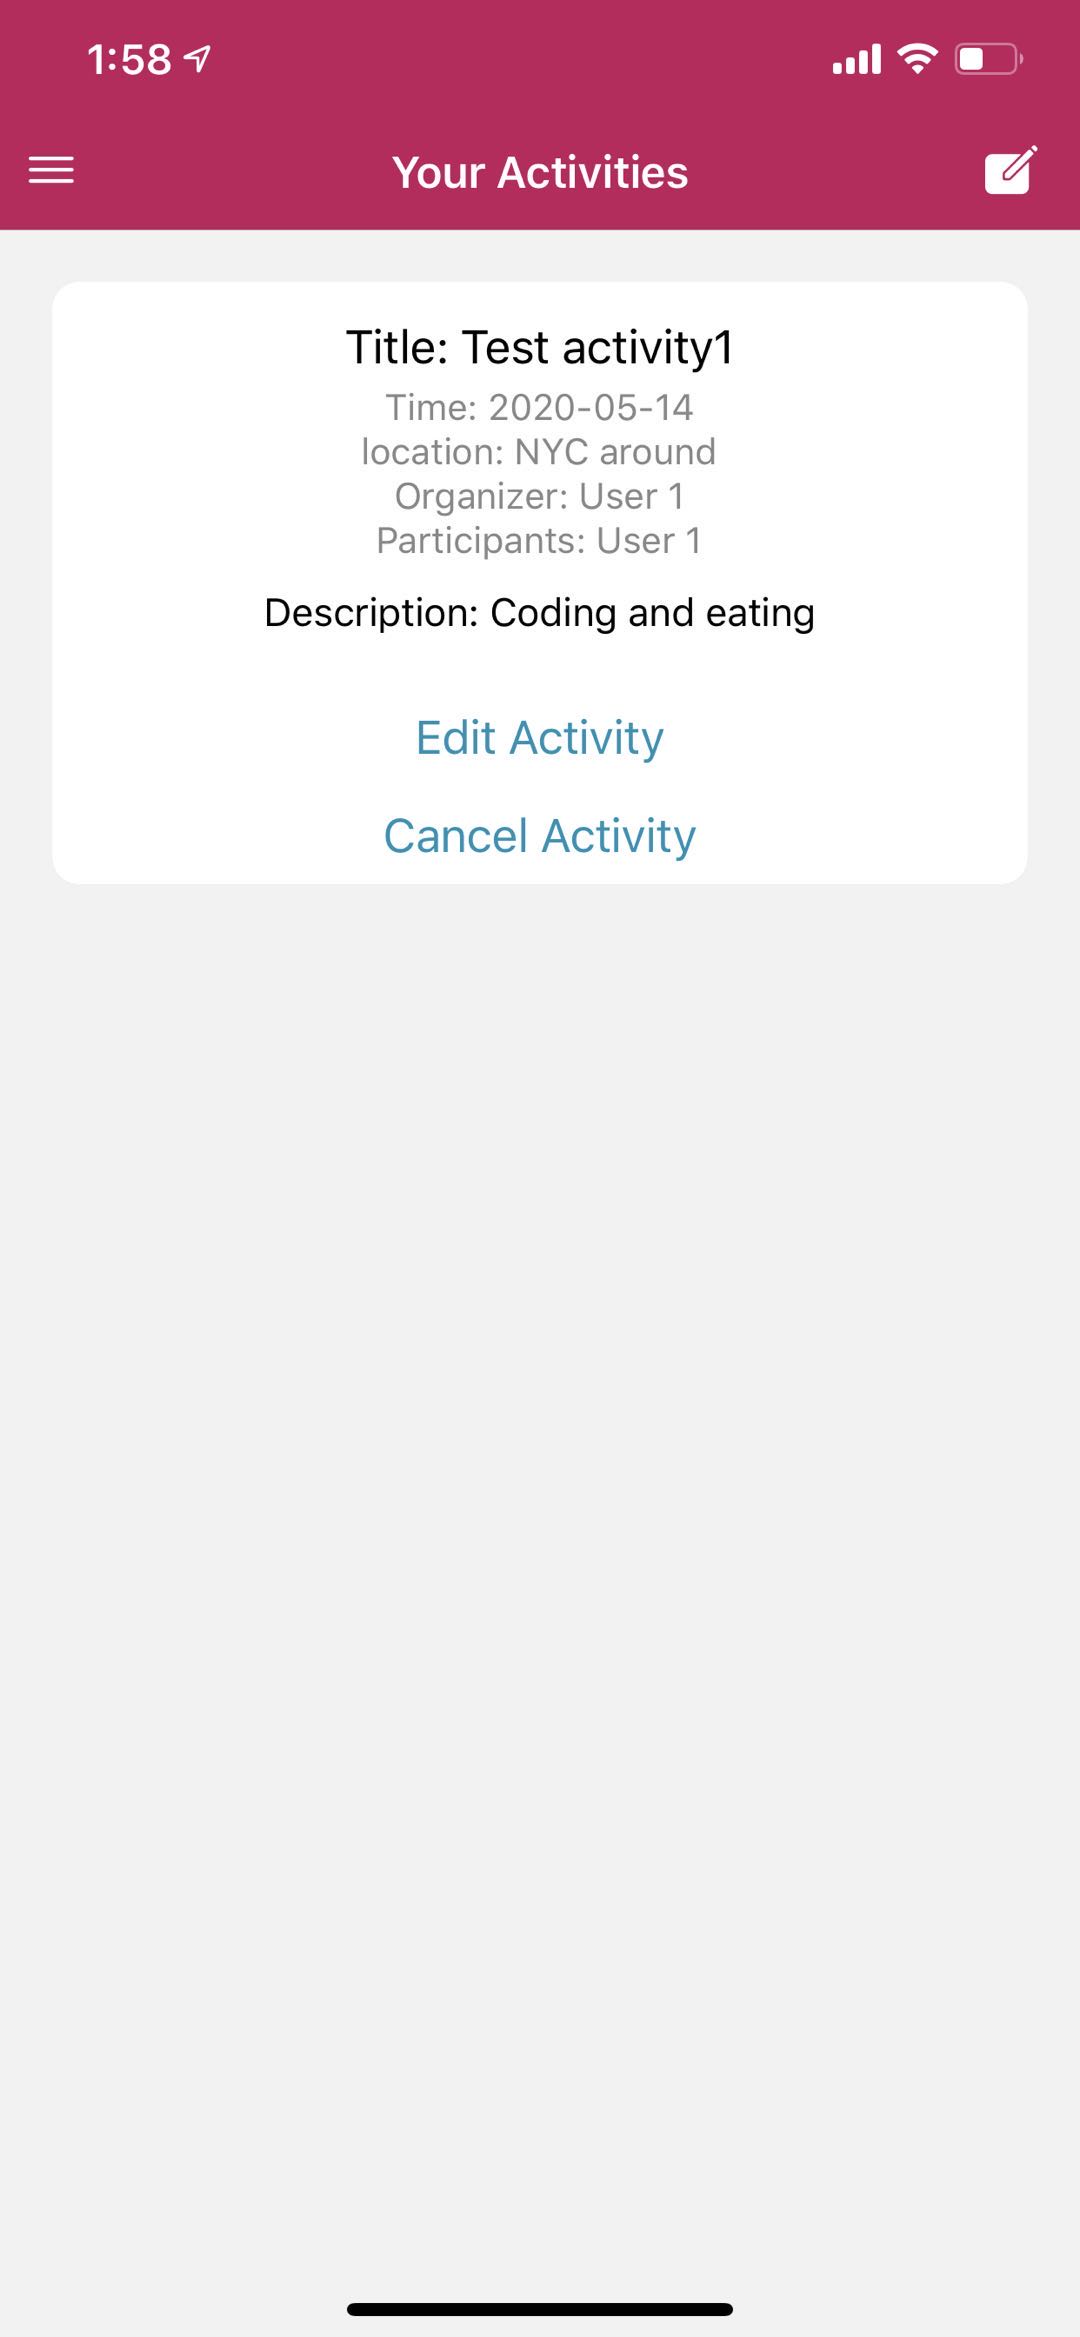 1:58
Your Activities
Title: Test activity1
Time: 2020-05-14
location: NYC around
Organizer: User 1
Participants: User 1
Description: Coding and eating
Edit Activity
Cancel Activity